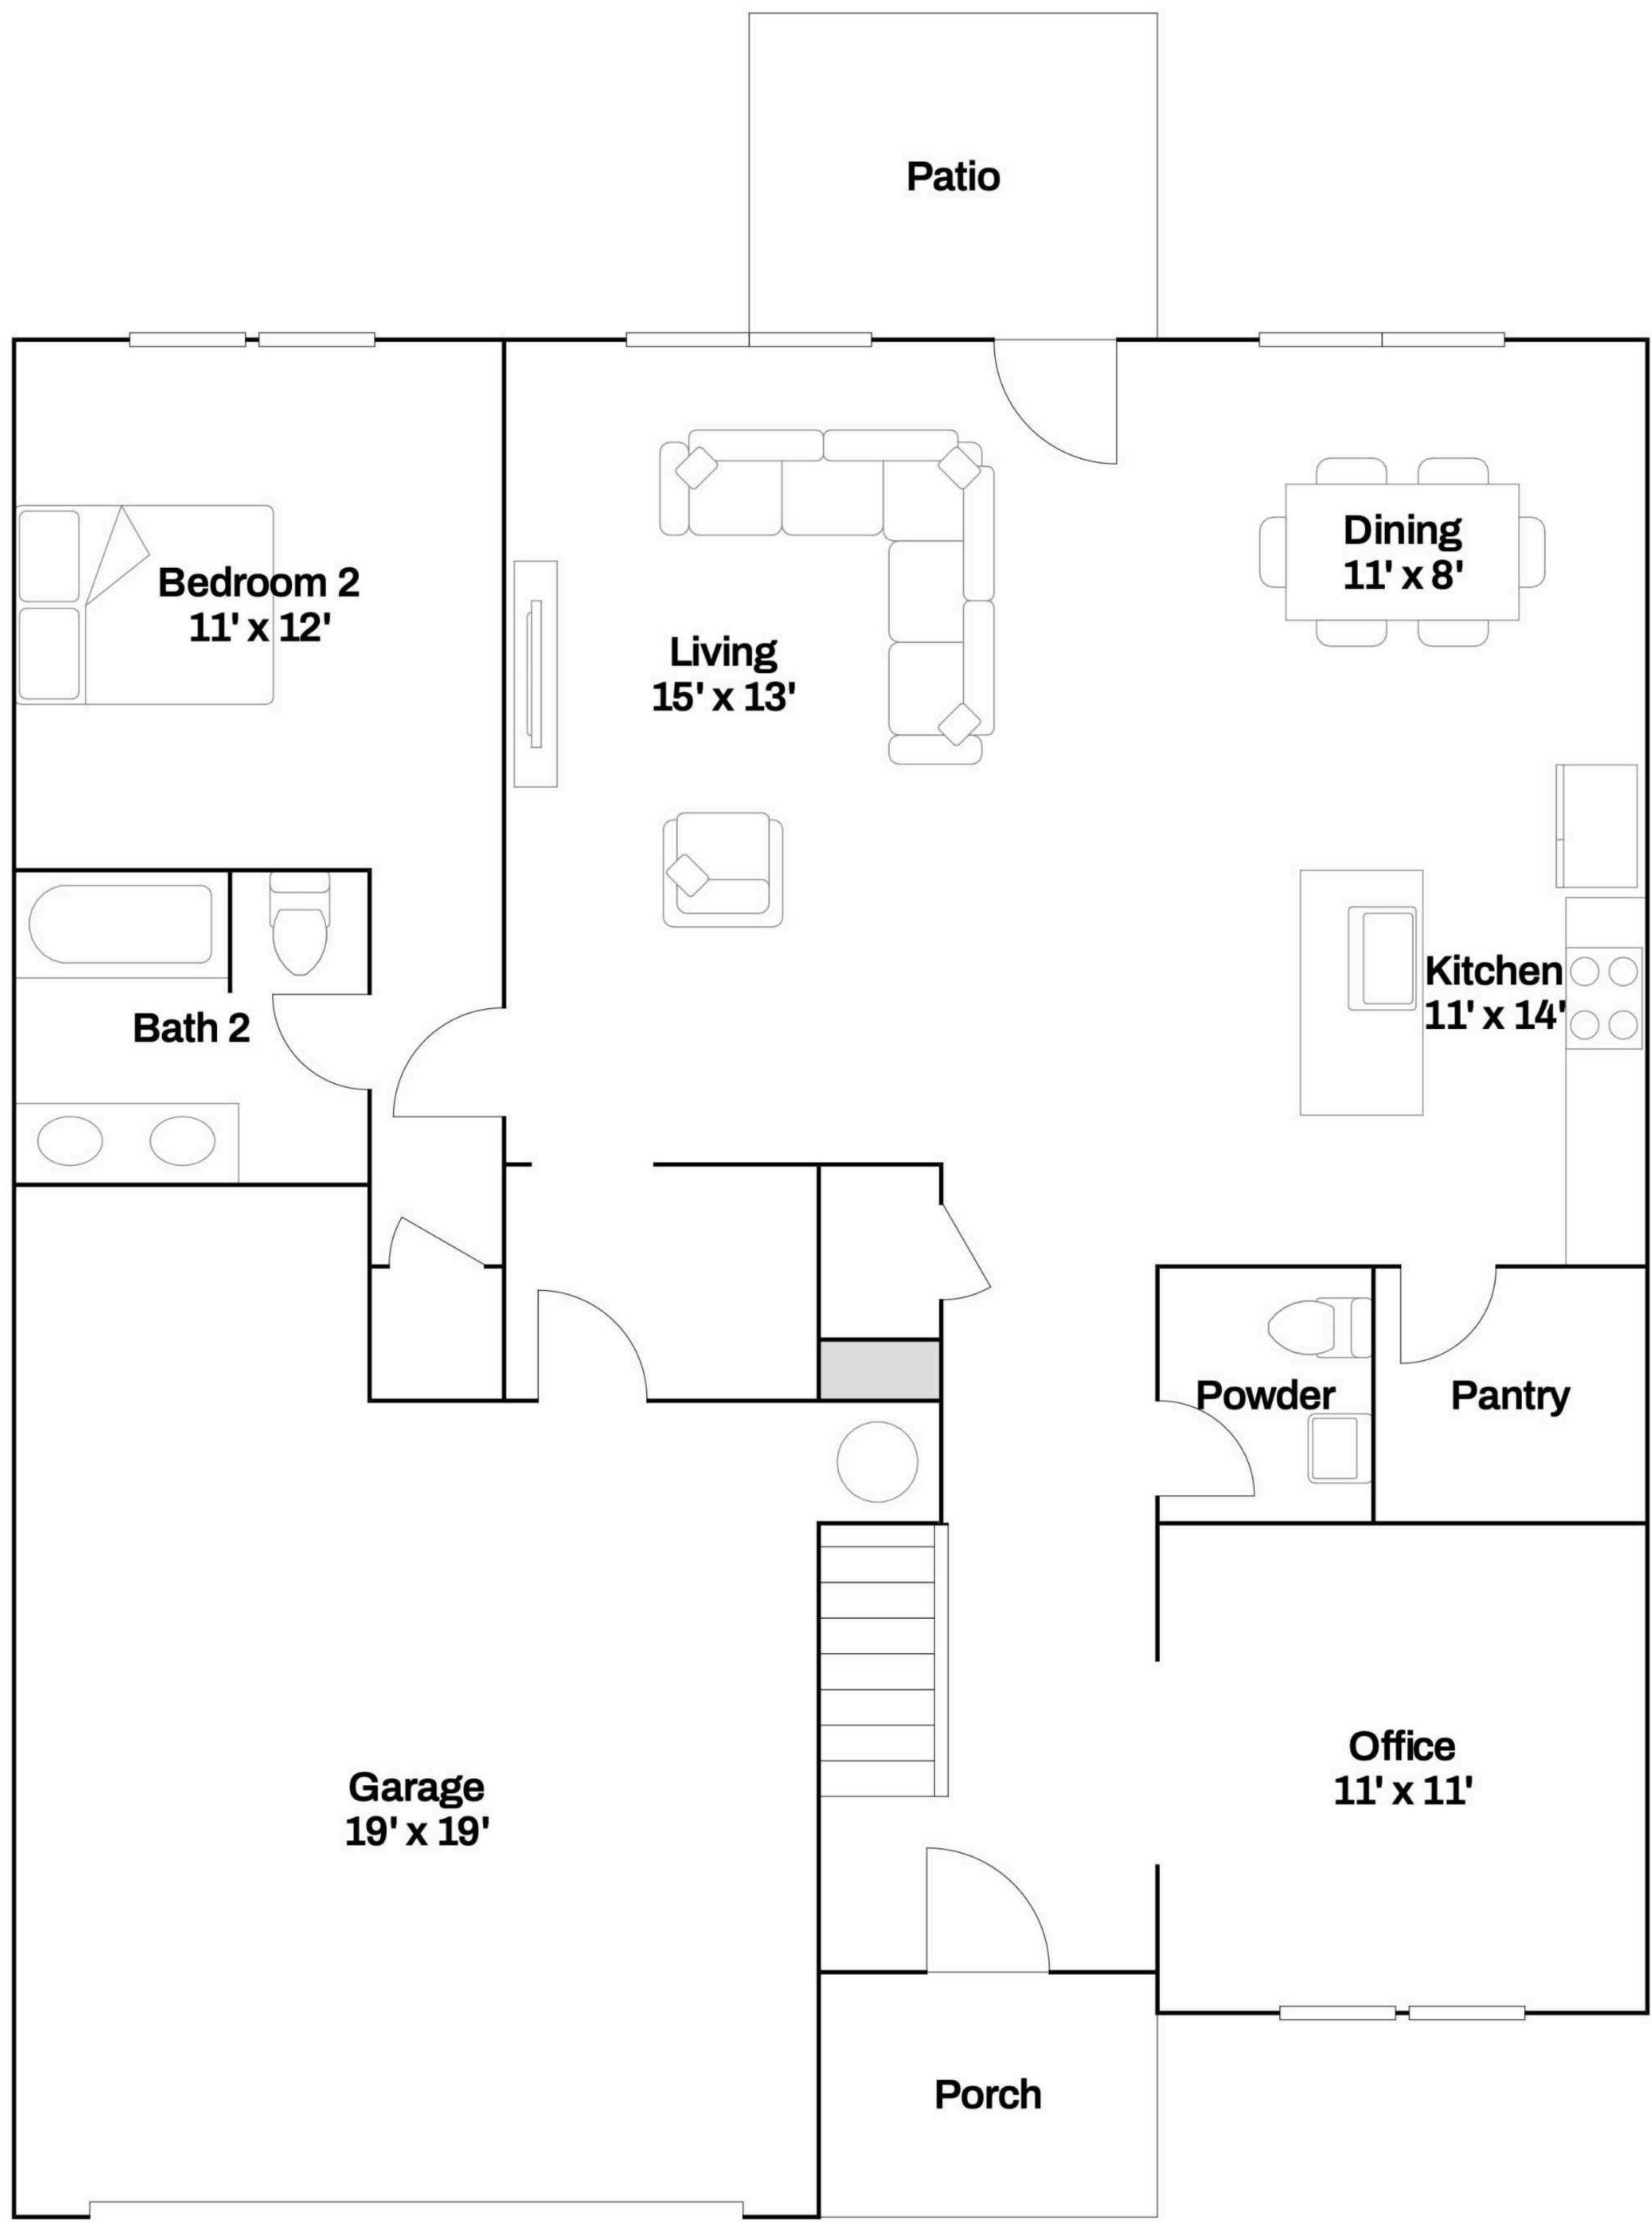 Patio
Bedroom 2
11' x 12'
Living
15' x 13'
Dining
11' x 8'
Bath 2
Kitchen
11' x 14'
Powder
Pantry
Garage
19' x 19'
Office
11' x 11'
Porch